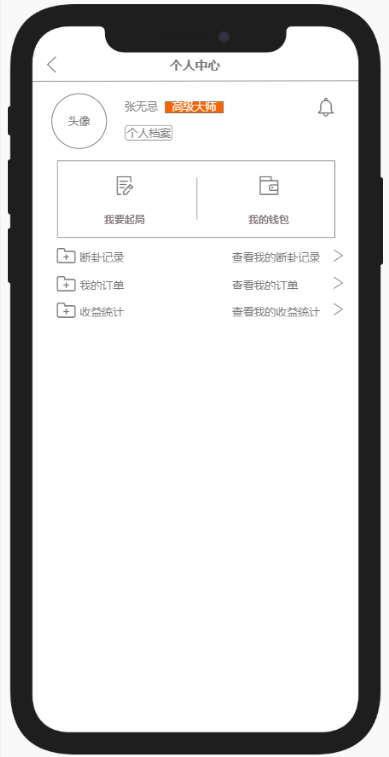 个人中心
头像
张无忌 高级大师
个人档案
我要起局 我的钱包
断卦记录 查看我的断卦记录
我的订单 查看我的订单
收益统计 查看我的收益统计